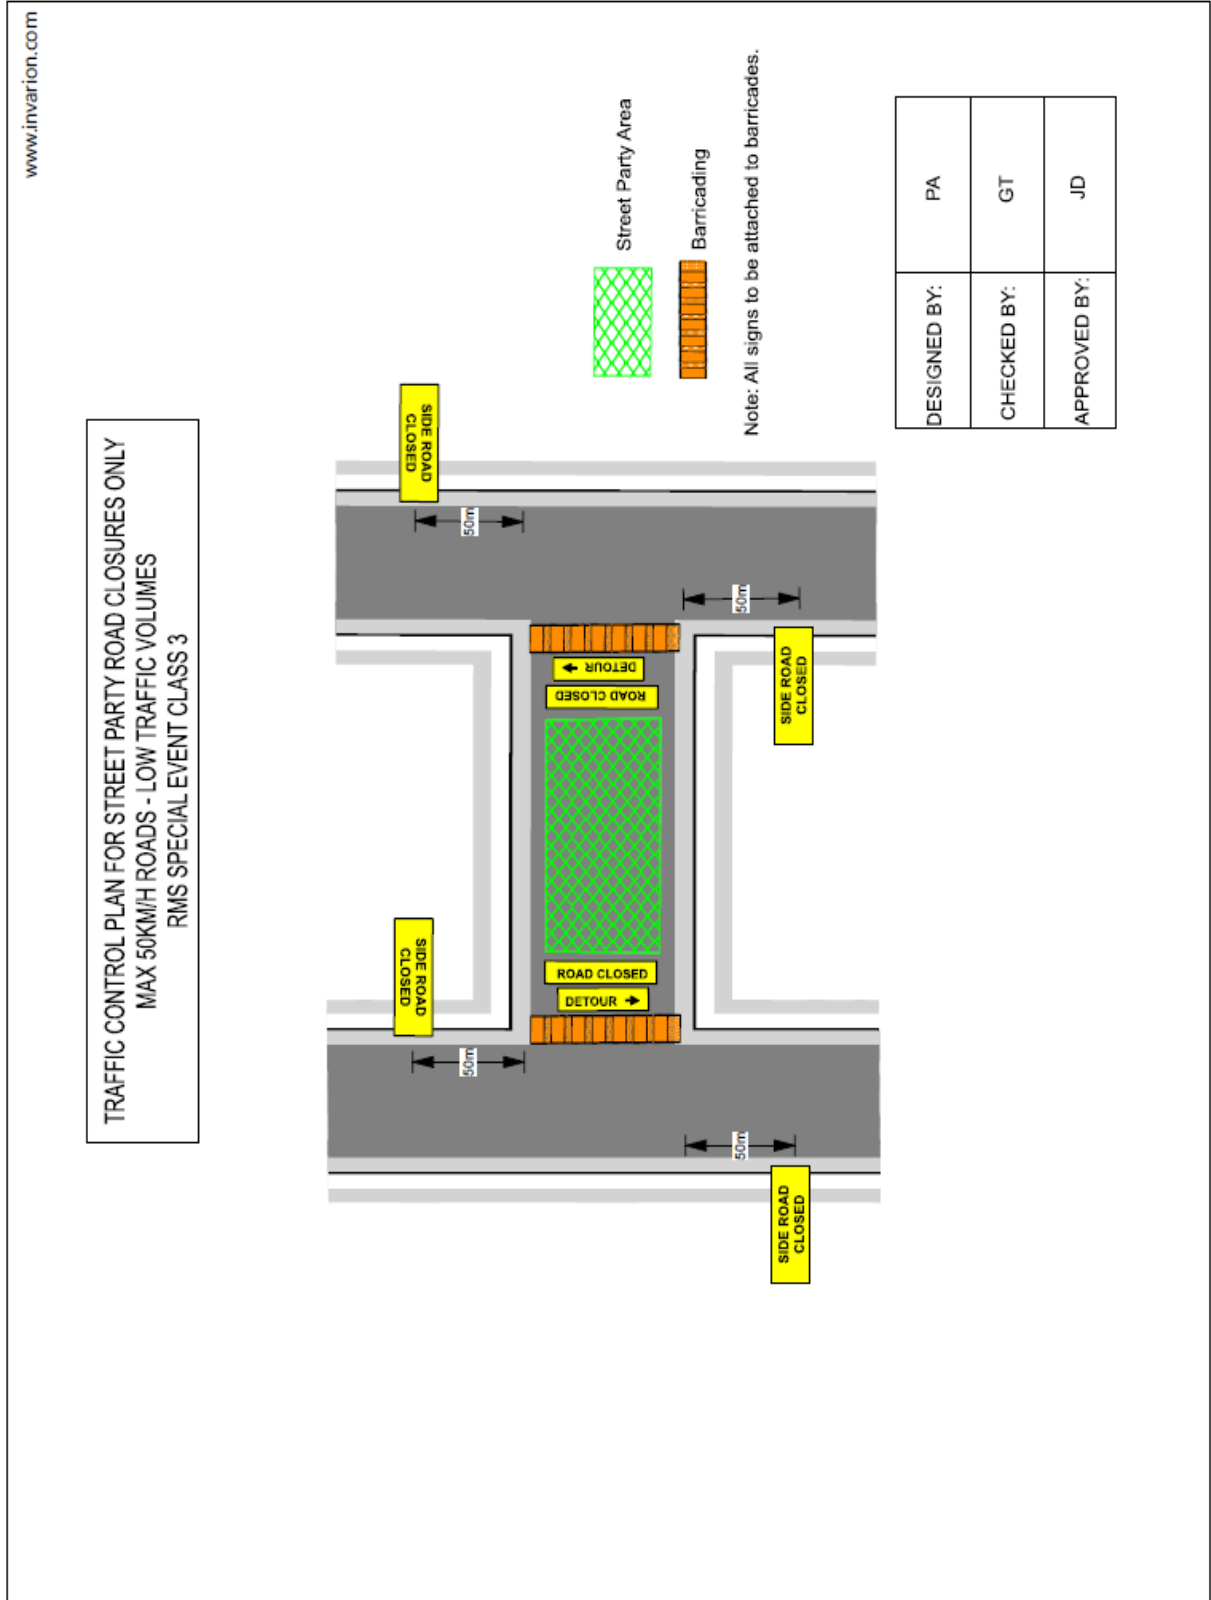 www.invarion.com
TRAFFIC CONTROL PLAN FOR STREET PARTY ROAD CLOSURES ONLY
MAX 50KM/H ROADS - LOW TRAFFIC VOLUMES
RMS SPECIAL EVENT CLASS 3
SIDE ROAD
CLOSED
50m
SIDE ROAD
CLOSED
50m
DETOUR
ROAD CLOSED
ROAD CLOSED
DETOUR
50m
SIDE ROAD
CLOSED
50m
SIDE ROAD
CLOSED
Street Party Area
Barricading
Note: All signs to be attached to barricades.
DESIGNED BY: PA
CHECKED BY: GT
APPROVED BY: JD